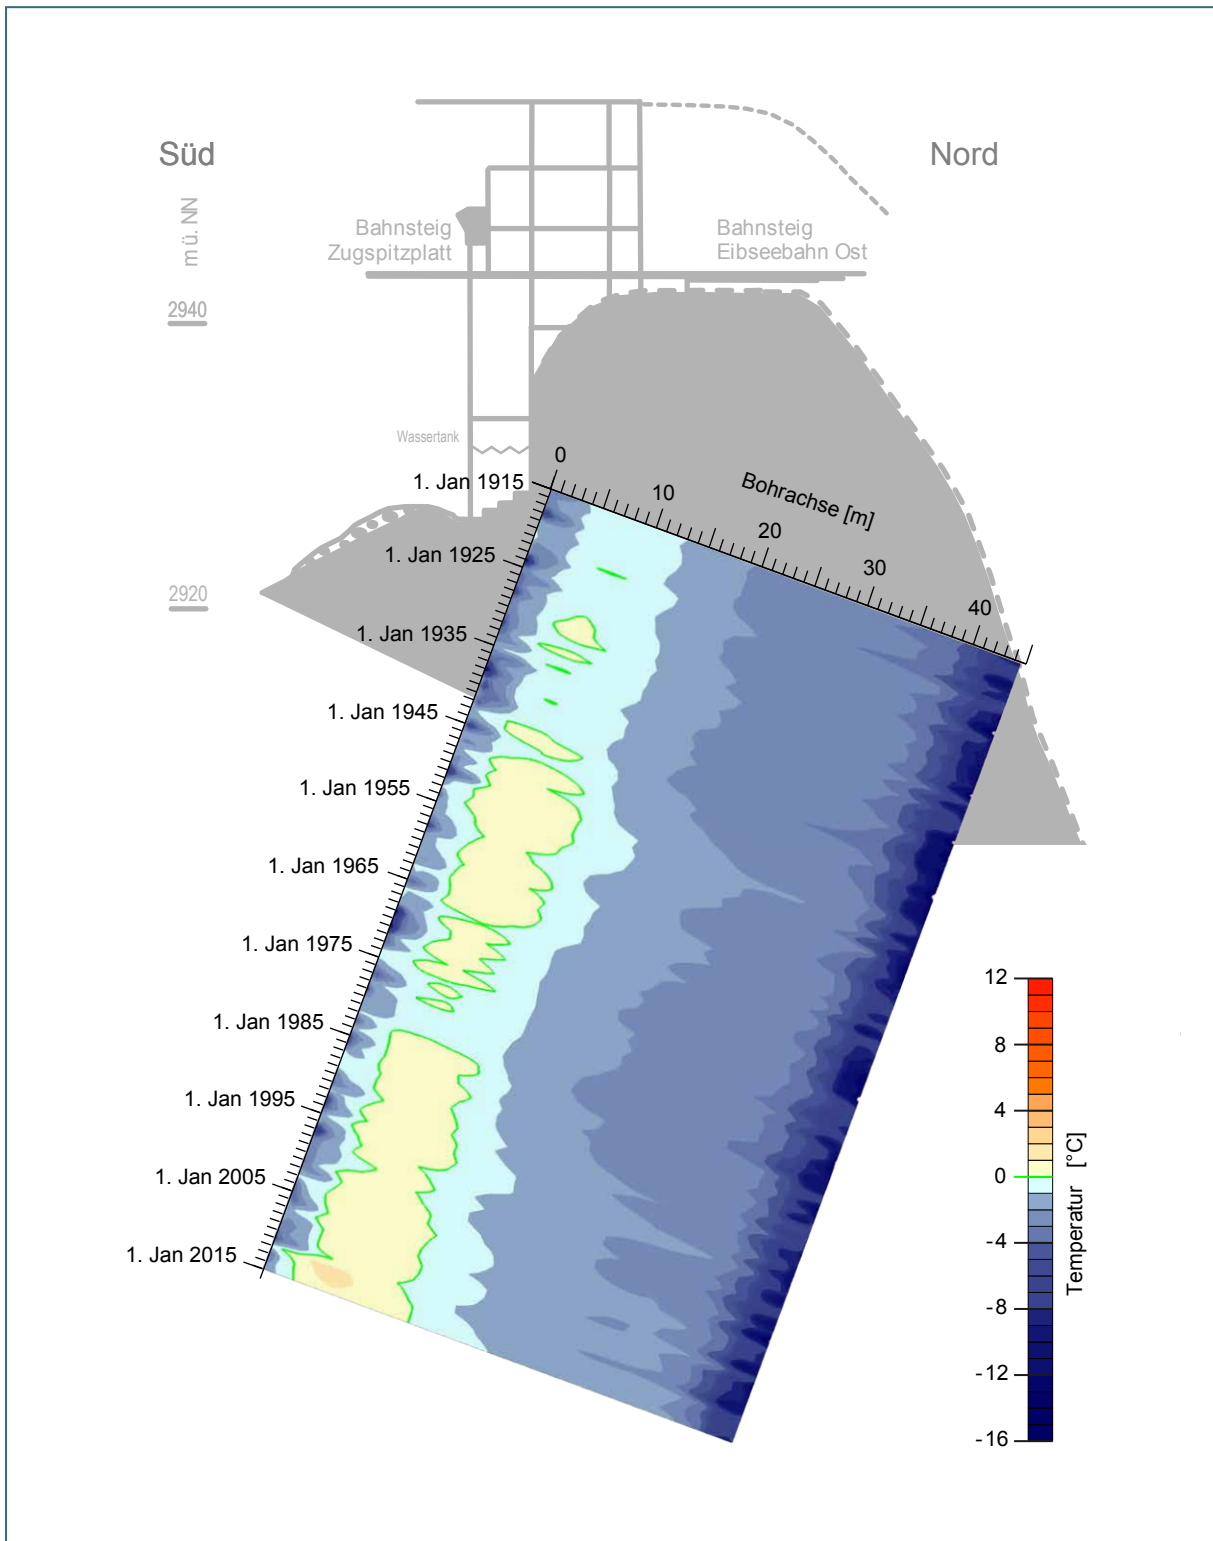 Süd
Nord
m ü. NN
Bahnsteig
Zugspitzplatt
Bahnsteig
Eibseebahn Ost
2940
Wassertank
0
10
Bohrachse [m]
20
30
40
2920
1. Jan 1915
1. Jan 1925
1. Jan 1935
1. Jan 1945
1. Jan 1955
1. Jan 1965
1. Jan 1975
1. Jan 1985
1. Jan 1995
1. Jan 2005
1. Jan 2015
12
8
4
0
-4
-8
-12
-16
Temperatur [°C]